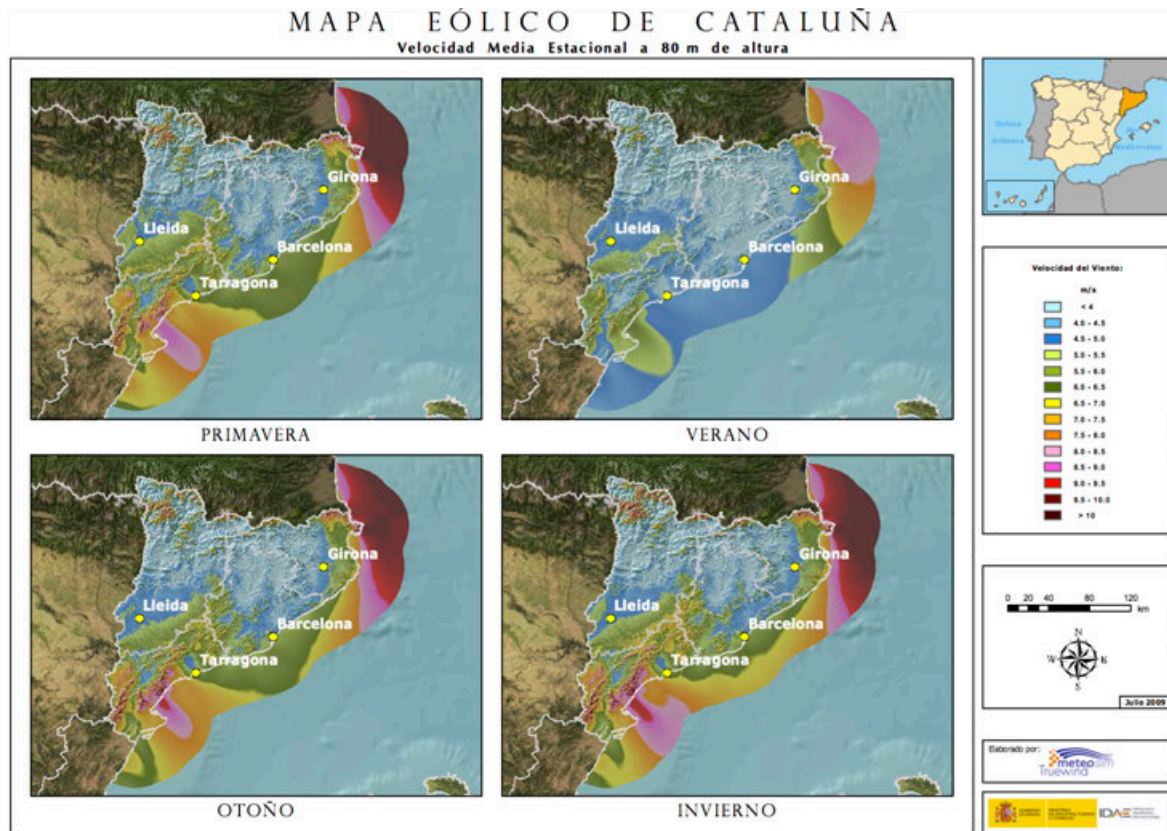 MAPA EÓLICO DE CATALUÑA
Velocidad Media Estacional a 80 m de altura
Girona
Lleida
Barcelona
Tarragona
PRIMAVERA
Girona
Lleida
Barcelona
Tarragona
VERANO
Girona
Lleida
Barcelona
Tarragona
OTOÑO
Girona
Lleida
Barcelona
Tarragona
INVIERNO
Océano
Atlántico
Mar
Mediterráneo
Velocidad del Viento:
m/s
< 4
4.0 - 4.5
4.5 - 5.0
5.0 - 5.5
5.5 - 6.0
6.0 - 6.5
6.5 - 7.0
7.0 - 7.5
7.5 - 8.0
8.0 - 8.5
8.5 - 9.0
9.0 - 9.5
9.5 - 10.0
> 10
0 20 40 80 120
km
N
W E
S
Julio 2009
Elaborado por:
meteosim
Truewind
GOBIERNO
DE ESPAÑA
IDAE